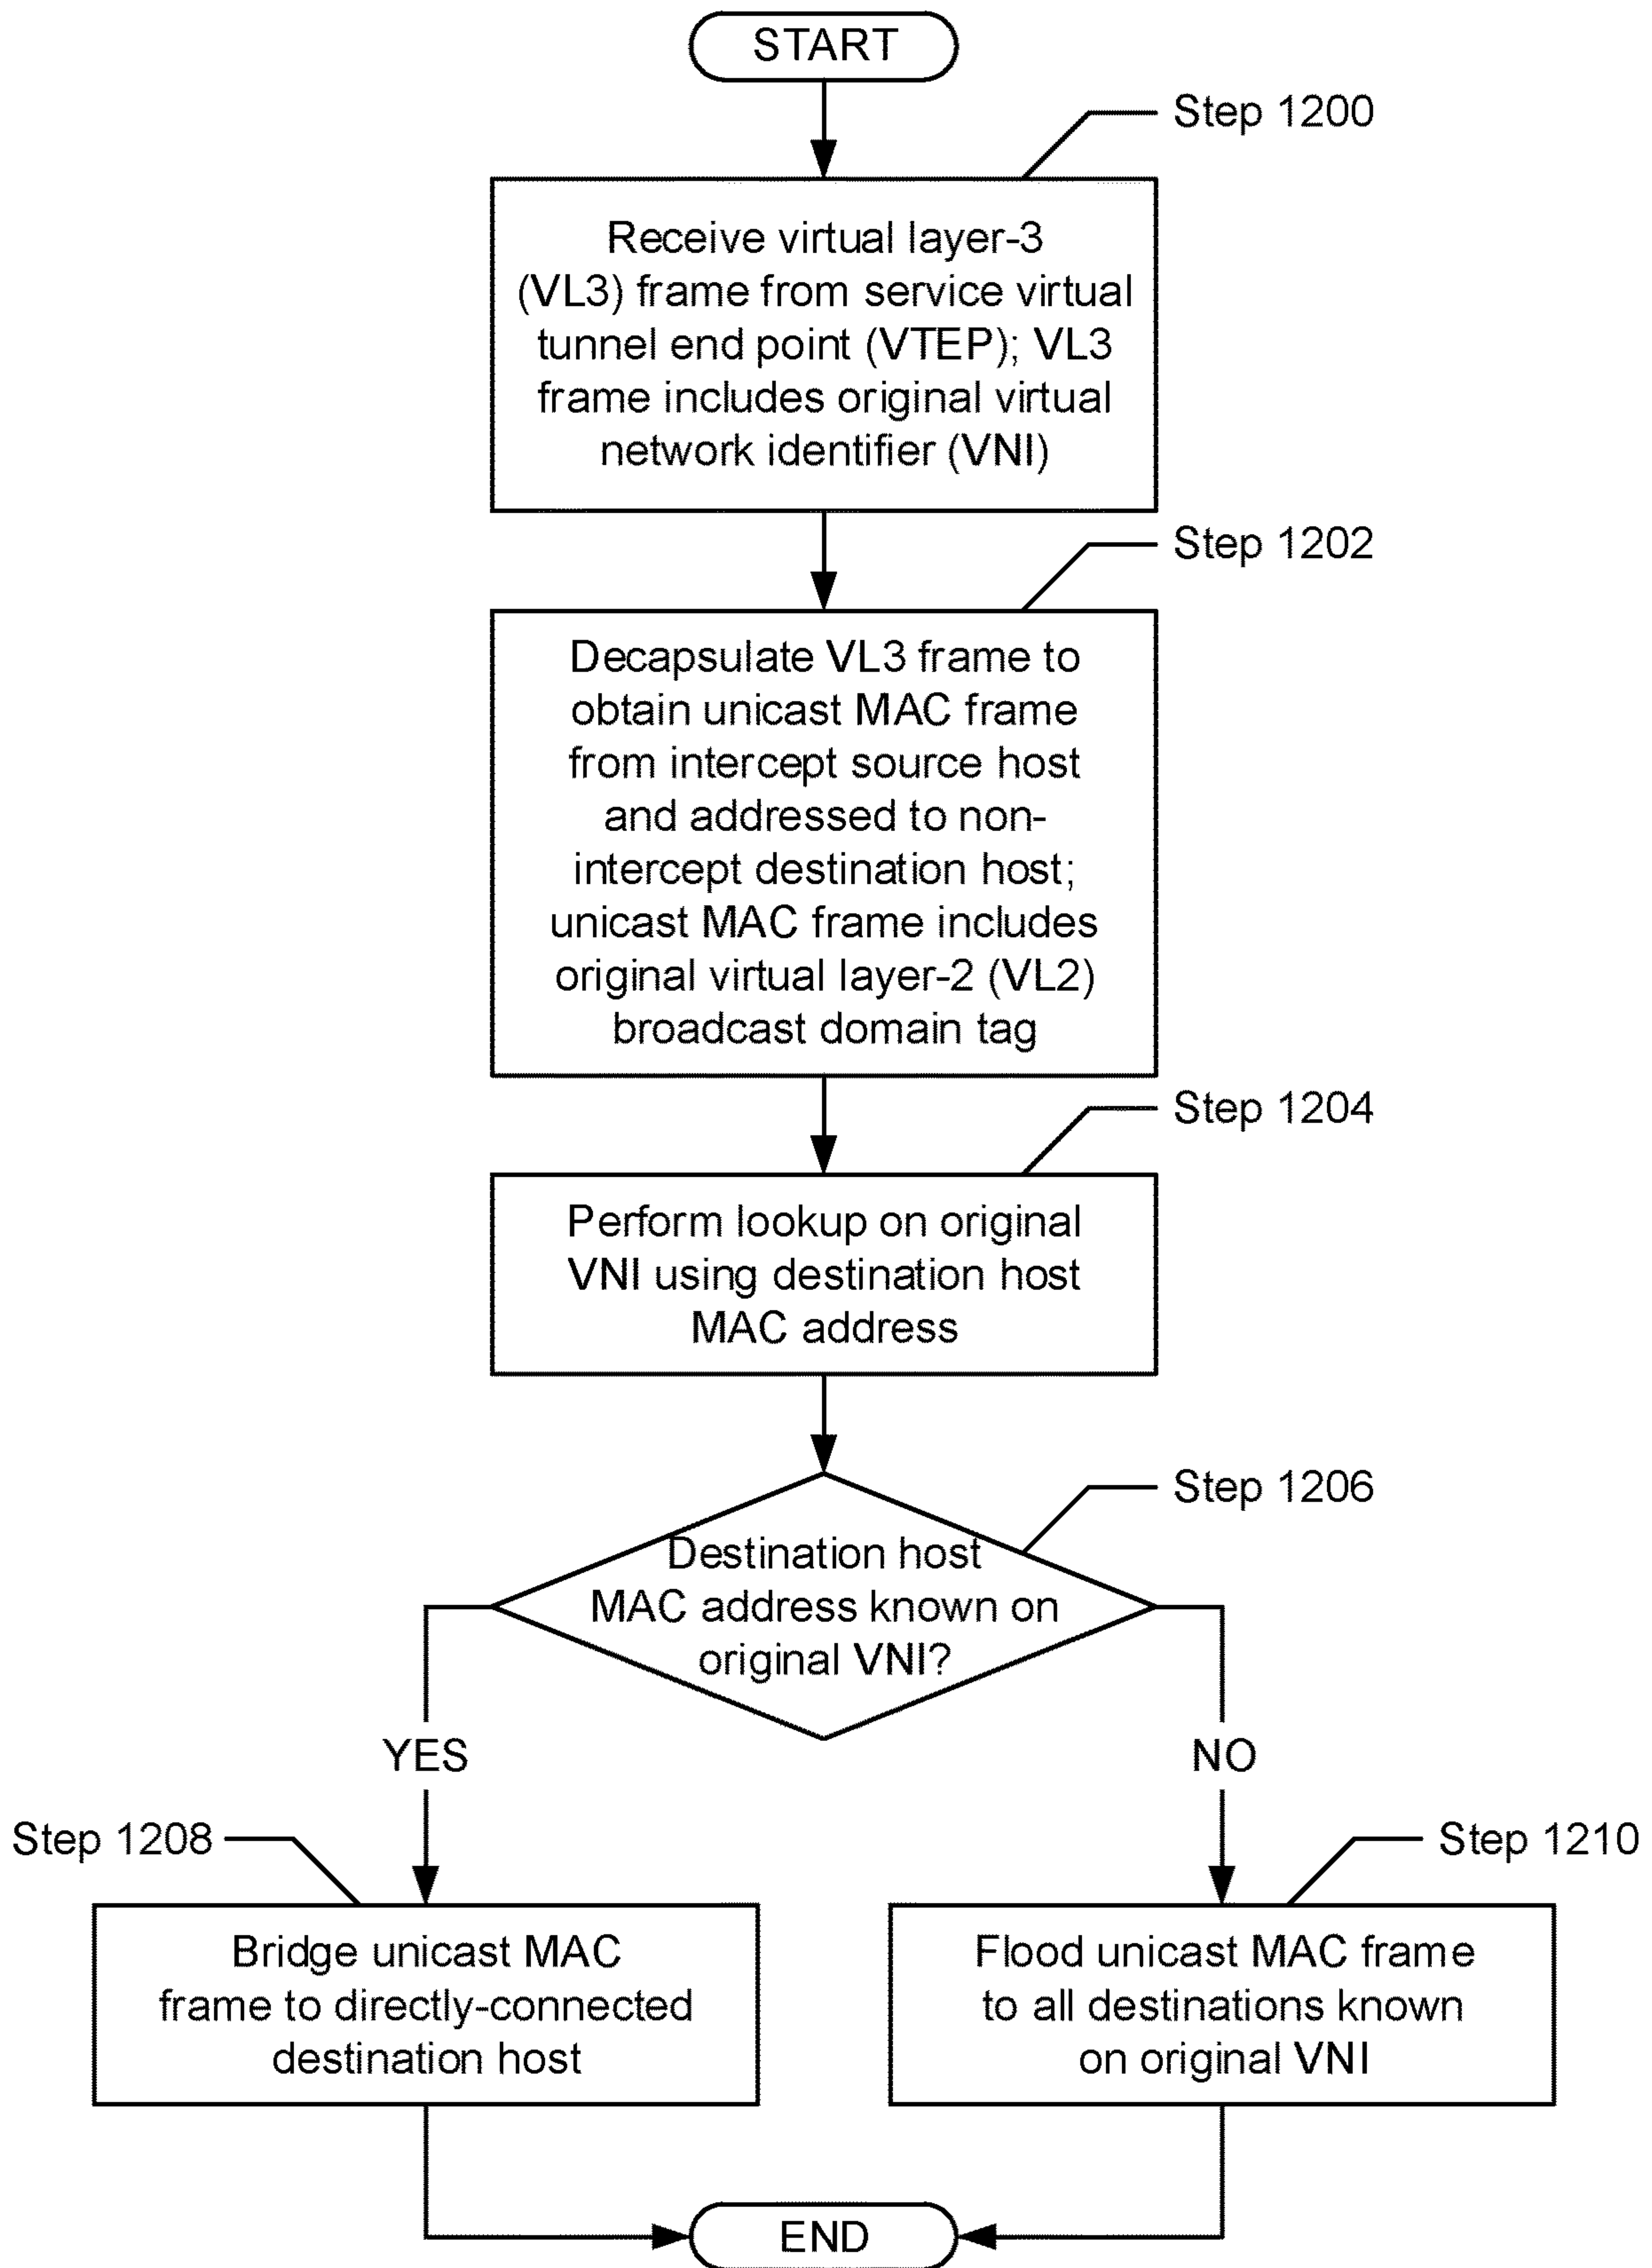 START
Step 1200
Receive virtual layer-3
(VL3) frame from service virtual
tunnel end point (VTEP); VL3
frame includes original virtual
network identifier (VNI)
Step 1202
Decapsulate VL3 frame to
obtain unicast MAC frame
from intercept source host
and addressed to non-
intercept destination host;
unicast MAC frame includes
original virtual layer-2 (VL2)
broadcast domain tag
Step 1204
Perform lookup on original
VNI using destination host
MAC address
Step 1206
Destination host
MAC address known on
original VNI?
YES
NO
Step 1208
Step 1210
Bridge unicast MAC
frame to directly-connected
destination host
Flood unicast MAC frame
to all destinations known
on original VNI
END